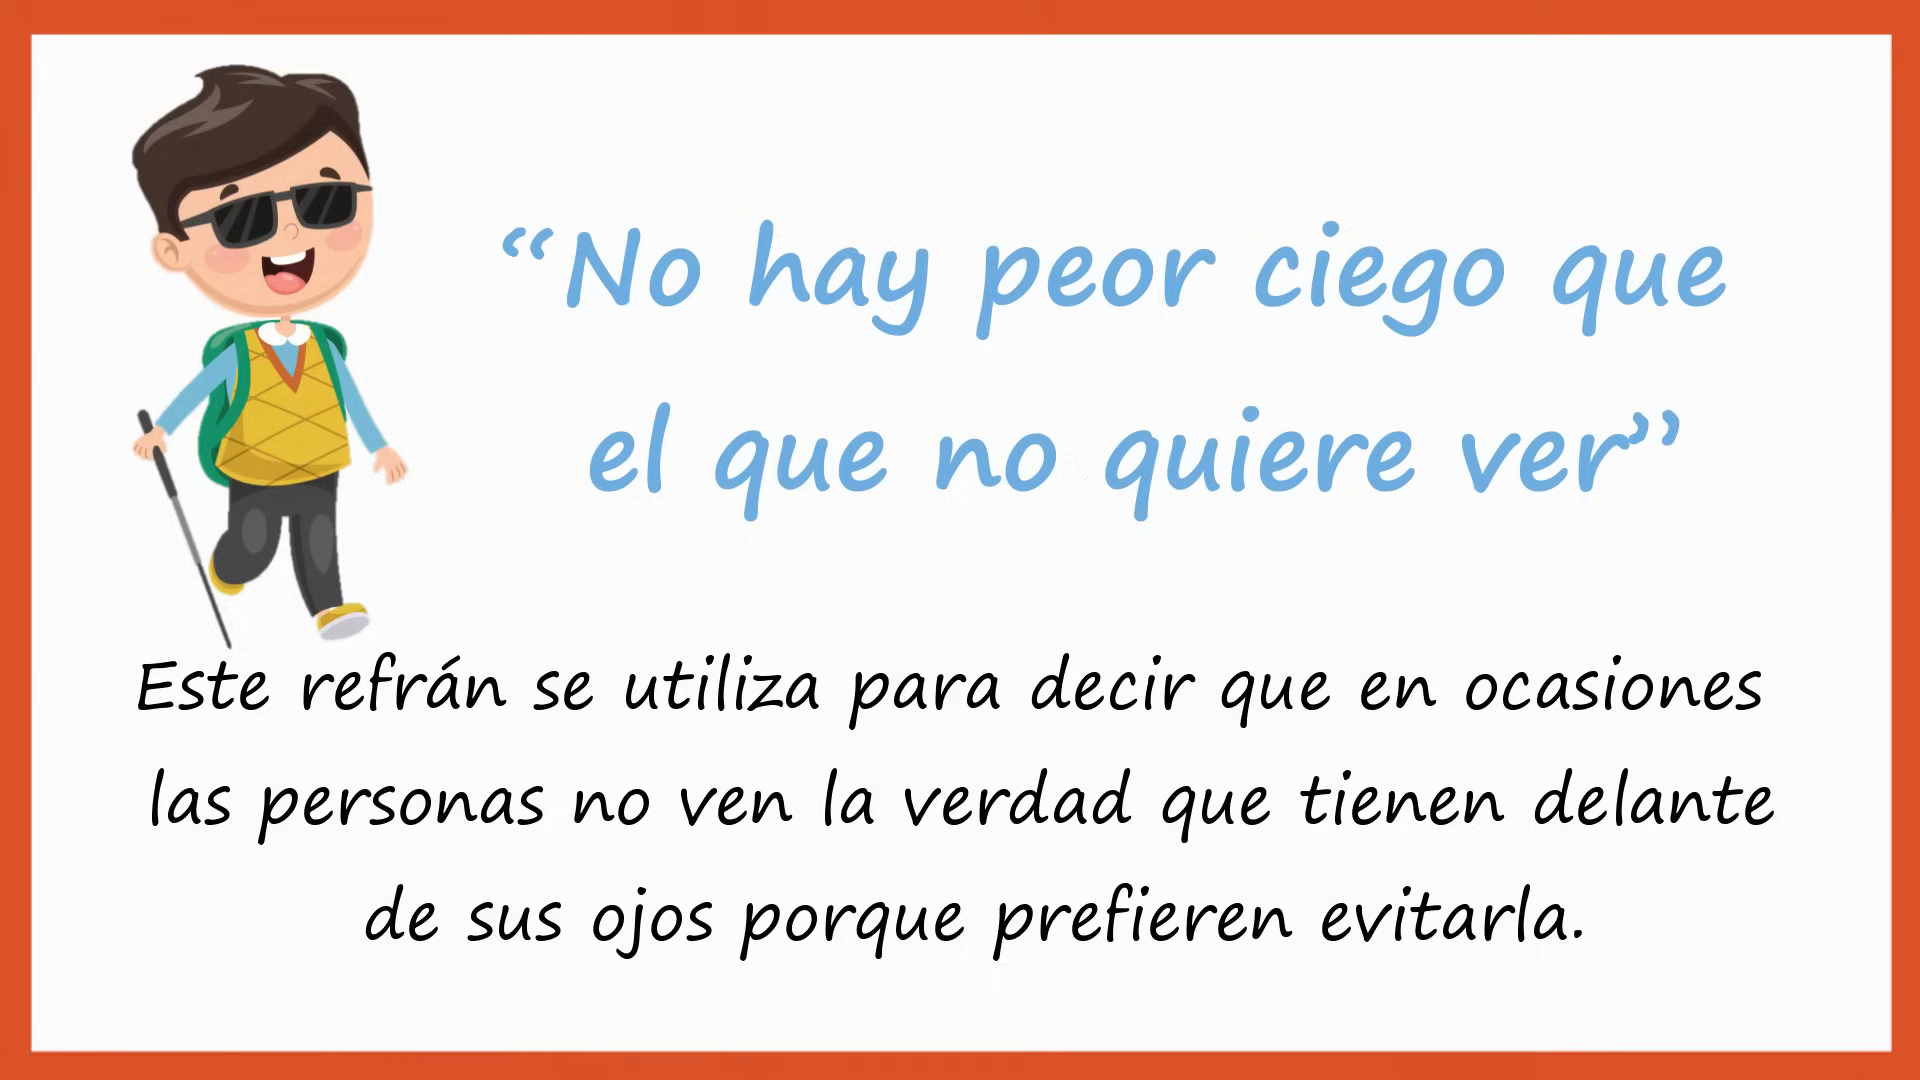 “No hay peor ciego que
el que no quiere ver”
Este refrán se utiliza para decir que en ocasiones
las personas no ven la verdad que tienen delante
de sus ojos porque prefieren evitarla.